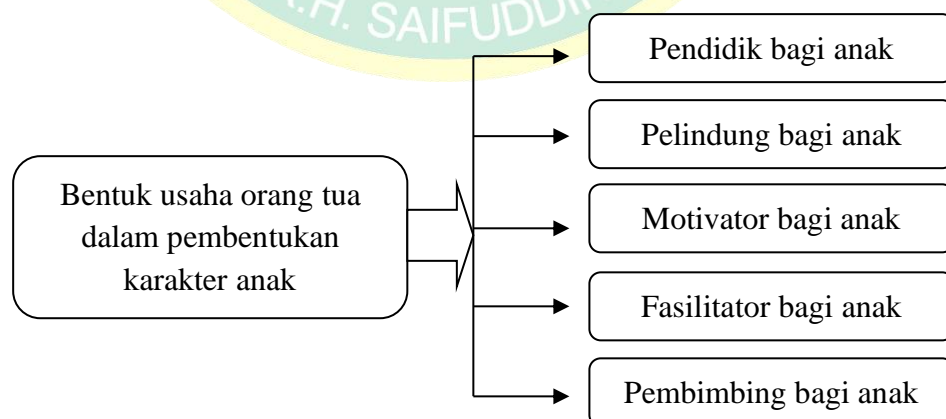 .H. SAIFUDDI
Pendidik bagi anak
Pelindung bagi anak
Bentuk usaha orang tua
dalam pembentukan
karakter anak
Motivator bagi anak
Fasilitator bagi anak
Pembimbing bagi anak